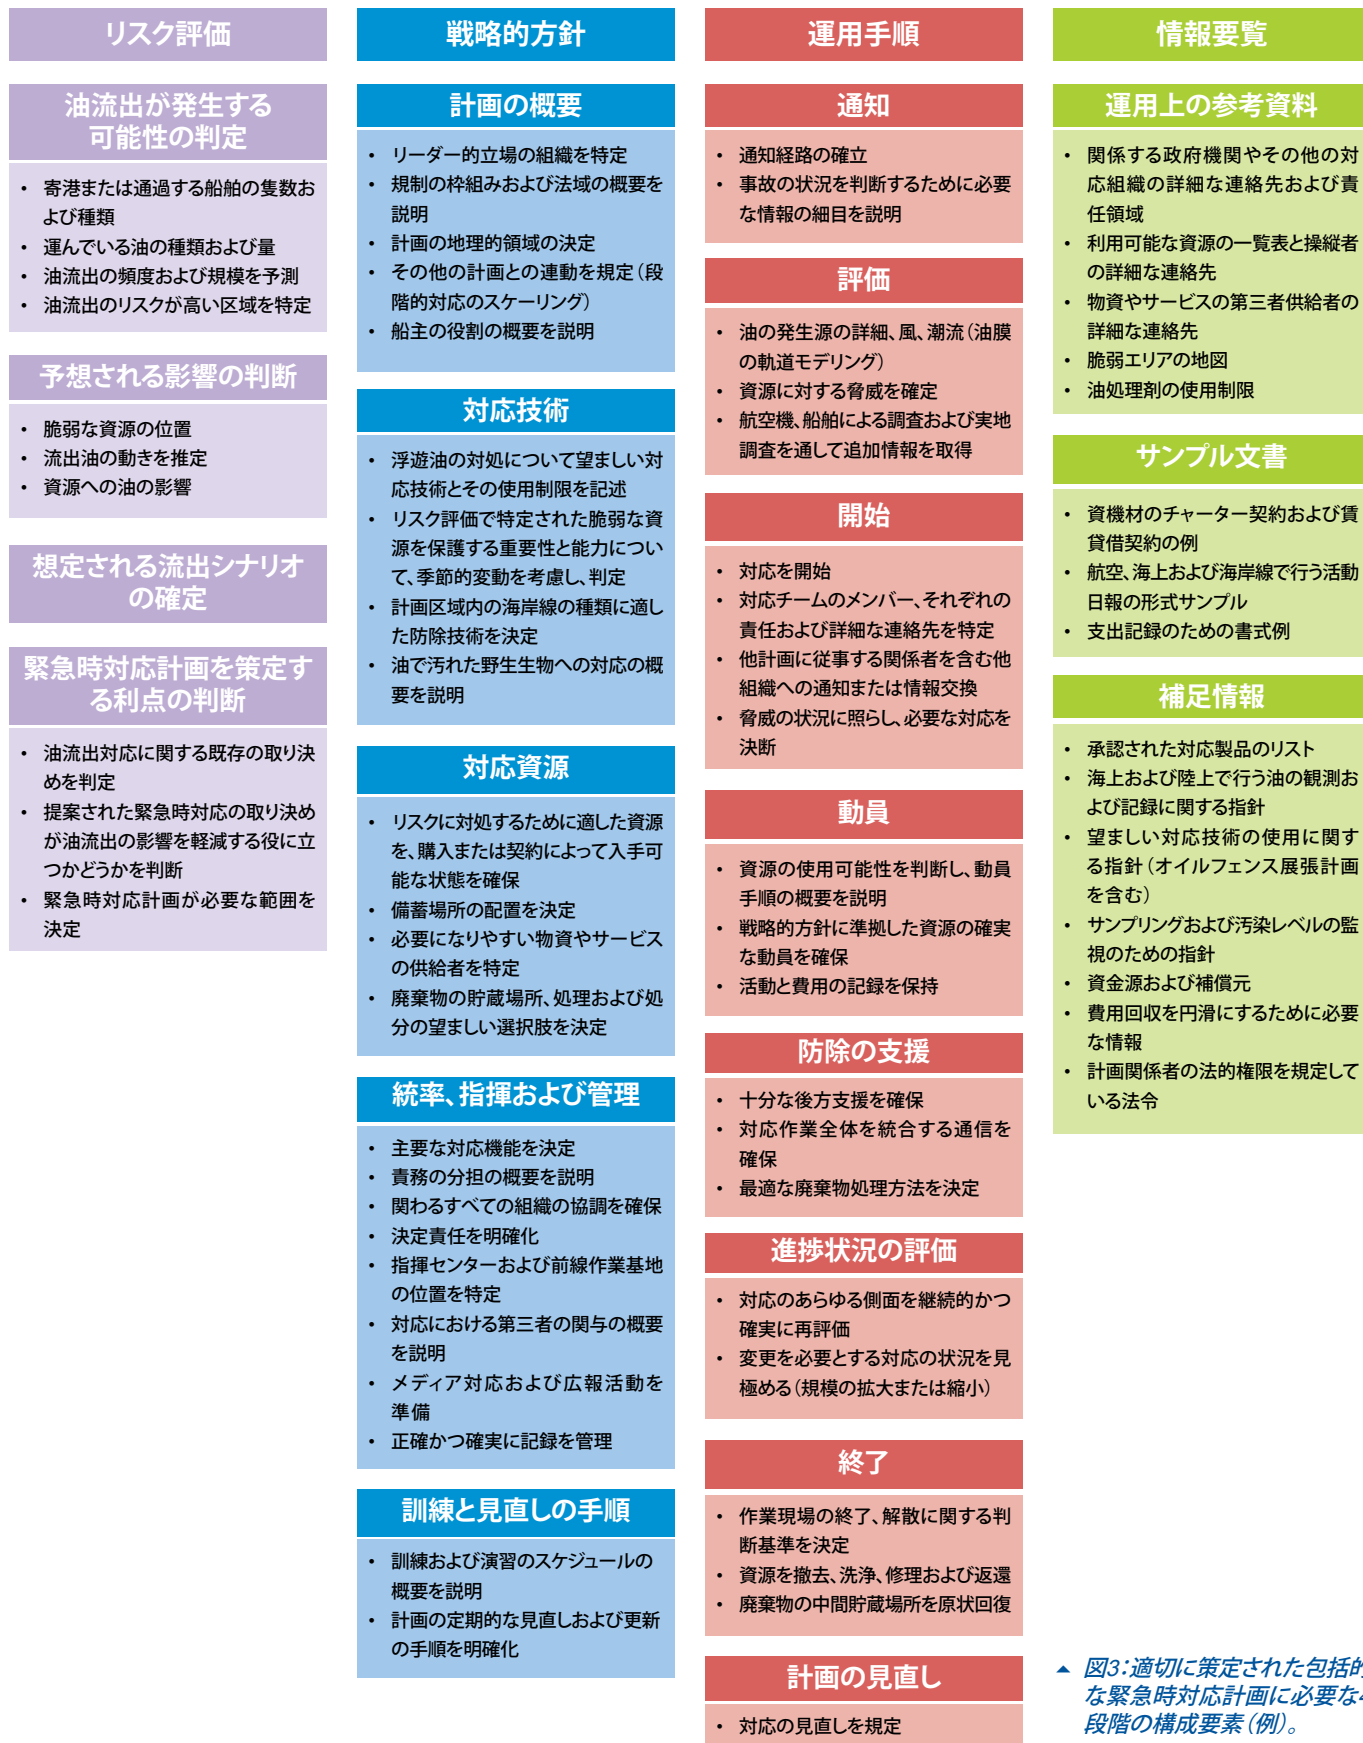 リスク評価
油流出が発生する
可能性の判定
• 寄港または通過する船舶の隻数お
よび種類
• 運んでいる油の種類および量
• 油流出の頻度および規模を予測
• 油流出のリスクが高い区域を特定
予想される影響の判断
• 脆弱な資源の位置
• 流出油の動きを推定
• 資源への油の影響
想定される流出シナリオ
の確定
緊急時対応計画を策定す
る利点の判断
• 油流出対応に関する既存の取り決
めを判定
• 提案された緊急時対応の取り決め
が油流出の影響を軽減する役に立
つかどうかを判断
• 緊急時対応計画が必要な範囲を
決定
戦略的方針
計画の概要
• リーダー的立場の組織を特定
• 規制の枠組みおよび法域の概要を
説明
• 計画の地理的領域の決定
• その他の計画との連動を規定（段
階的対応のスケーリング）
• 船主の役割の概要を説明
対応技術
• 浮遊油の対処について望ましい対
応技術とその使用制限を記述
• リスク評価で特定された脆弱な資
源を保護する重要性と能力につい
て、季節的変動を考慮し、判定
• 計画区域内の海岸線の種類に適し
た防除技術を決定
• 油で汚れた野生生物への対応の概
要を説明
対応資源
• リスクに対処するために適した資源
を、購入または契約によって入手可
能な状態を確保
• 備蓄場所の配置を決定
• 必要になりやすい物資やサービス
の供給者を特定
• 廃棄物の貯蔵場所、処理および処
分の望ましい選択肢を決定
統率、指揮および管理
• 主要な対応機能を決定
• 責務の分担の概要を説明
• 関わるすべての組織の協調を確保
• 決定責任を明確化
• 指揮センターおよび前線作業基地
の位置を特定
• 対応における第三者の関与の概要
を説明
• メディア対応および広報活動を
準備
• 正確かつ確実に記録を管理
訓練と見直しの手順
• 訓練および演習のスケジュールの
概要を説明
• 計画の定期的な見直しおよび更新
の手順を明確化
運用手順
通知
• 通知経路の確立
• 事故の状況を判断するために必要
な情報の細目を説明
評価
• 油の発生源の詳細、風、潮流（油膜
の軌道モデリング）
• 資源に対する脅威を確定
• 航空機、船舶による調査および実地
調査を通して追加情報を取得
開始
• 対応を開始
• 対応チームのメンバー、それぞれの
責任および詳細な連絡先を特定
• 他計画に従事する関係者を含む他
組織への通知または情報交換
• 脅威の状況に照らし、必要な対応を
決断
動員
• 資源の使用可能性を判断し、動員
手順の概要を説明
• 戦略的方針に準拠した資源の確実
な動員を確保
• 活動と費用の記録を保持
防除の支援
• 十分な後方支援を確保
• 対応作業全体を統合する通信を
確保
• 最適な廃棄物処理方法を決定
進捗状況の評価
• 対応のあらゆる側面を継続的かつ
確実に再評価
• 変更を必要とする対応の状況を見
極める（規模の拡大または縮小）
終了
• 作業現場の終了、解散に関する判
断基準を決定
• 資源を撤去、洗浄、修理および返還
• 廃棄物の中間貯蔵場所を原状回復
計画の見直し
• 対応の見直しを規定
情報要覧
運用上の参考資料
• 関係する政府機関やその他の対
応組織の詳細な連絡先および責
任領域
• 利用可能な資源の一覧表と操縦者
の詳細な連絡先
• 物資やサービスの第三者供給者の
詳細な連絡先
• 脆弱エリアの地図
• 油処理剤の使用制限
サンプル文書
• 資機材のチャーター契約および賃
貸借契約の例
• 航空、海上および海岸線で行う活動
日報の形式サンプル
• 支出記録のための書式例
補足情報
• 承認された対応製品のリスト
• 海上および陸上で行う油の観測お
よび記録に関する指針
• 望ましい対応技術の使用に関す
る指針（オイルフェンス展張計画
を含む）
• サンプリングおよび汚染レベルの監
視のための指針
• 資金源および補償元
• 費用回収を円滑にするために必要
な情報
• 計画関係者の法的権限を規定して
いる法令
図3：適切に策定された包括的
な緊急時対応計画に必要な4
段階の構成要素（例）。